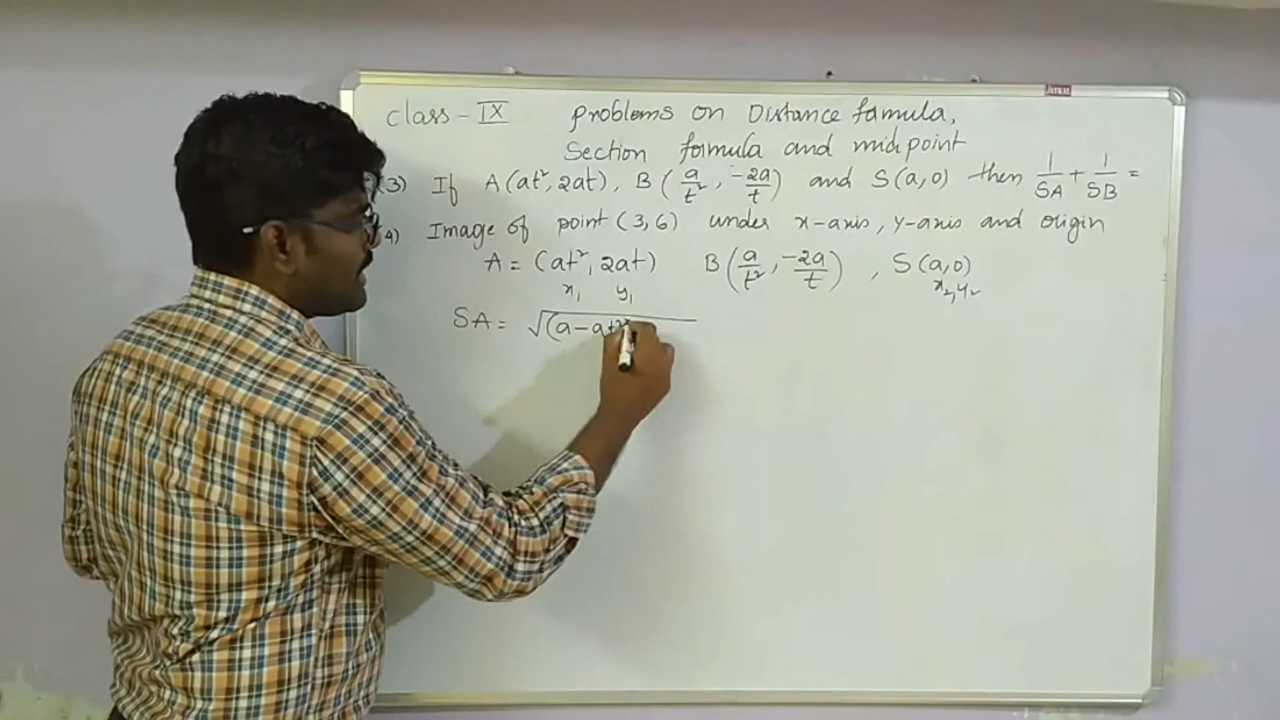 Class - IX Problems on Distance formula,
Section formula and midpoint
(3) If A(at², 2at), B(a/t², -2a/t) and S(a,0) then 1/SA + 1/SB =
4) Image of point (3,6) under x-axis, y-axis and origin
A = (at², 2at) B(a/t², -2a/t), S(a,0)
x₁ y₁ x₂,y₂
SA = √(a-at²